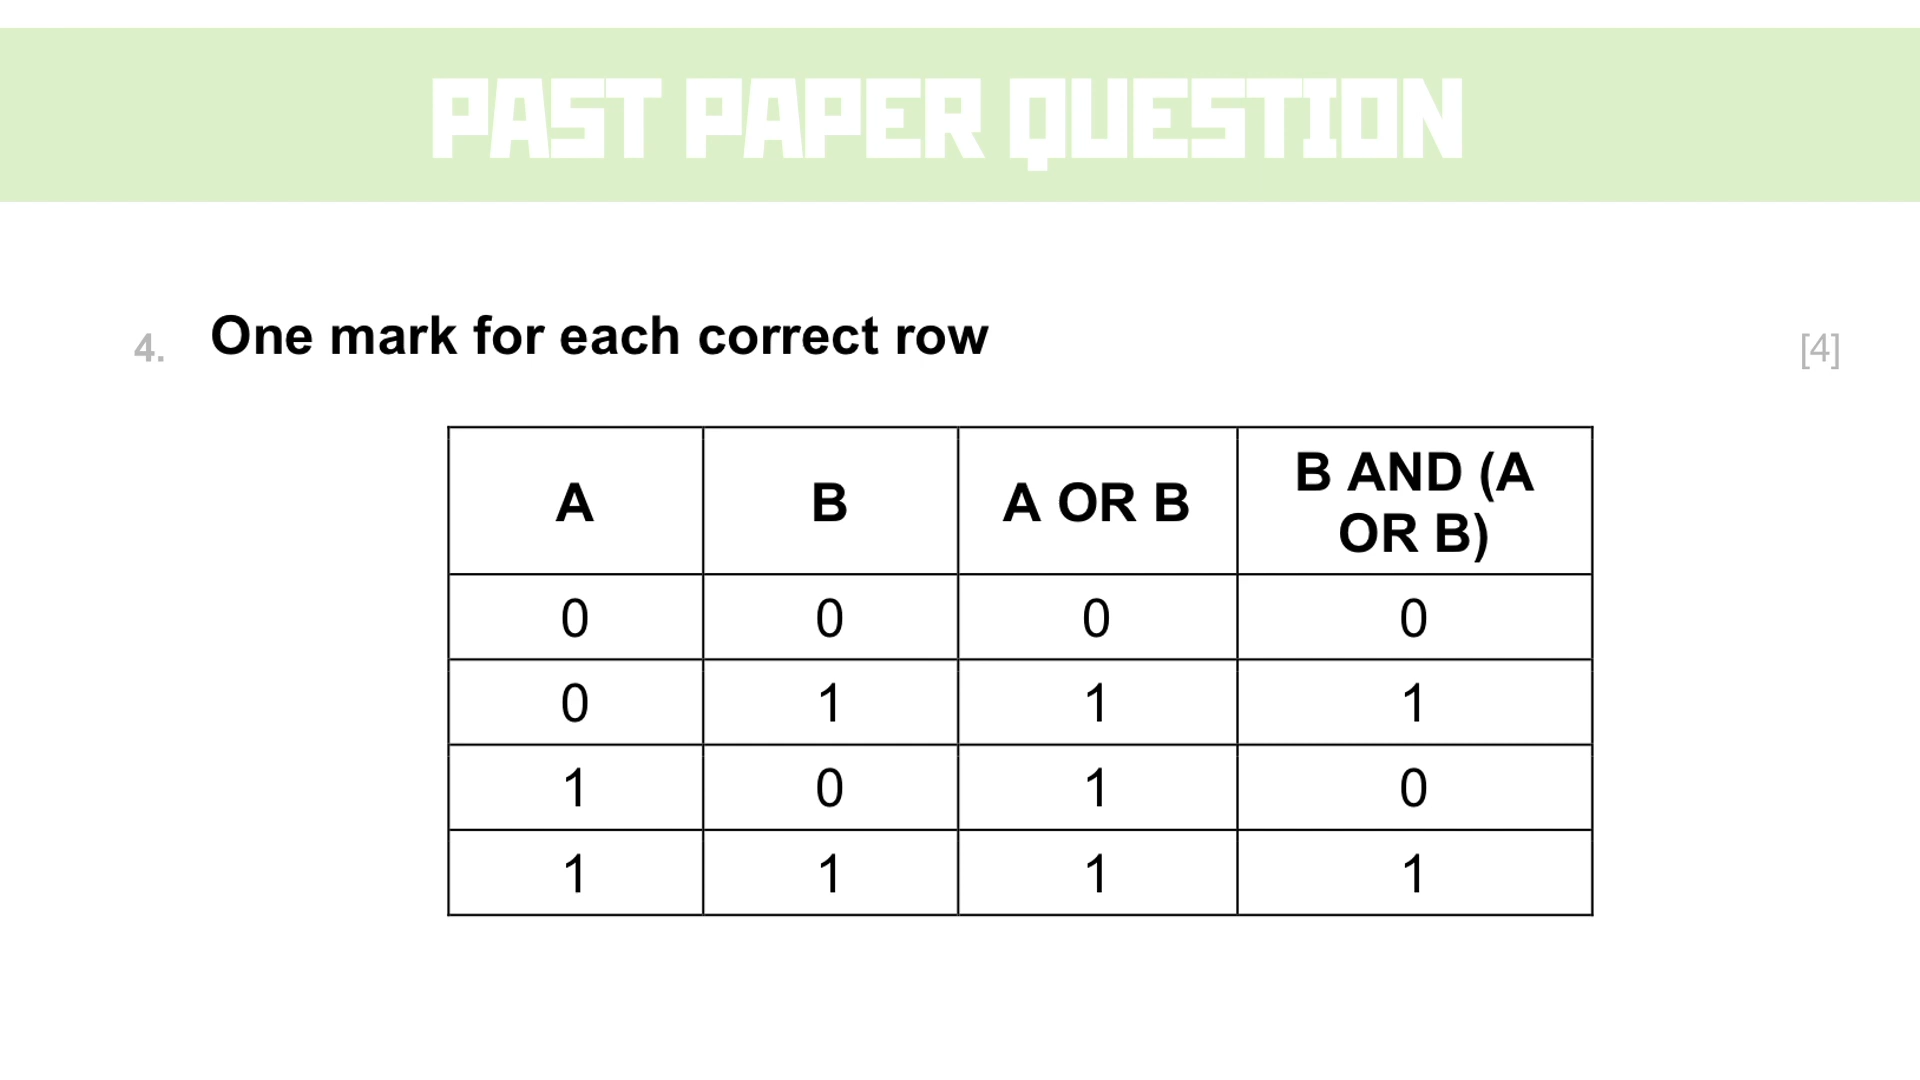 PAST PAPER QUESTION
4. One mark for each correct row [4]
A B A OR B B AND (A OR B)
0 0 0 0
0 1 1 1
1 0 1 0
1 1 1 1